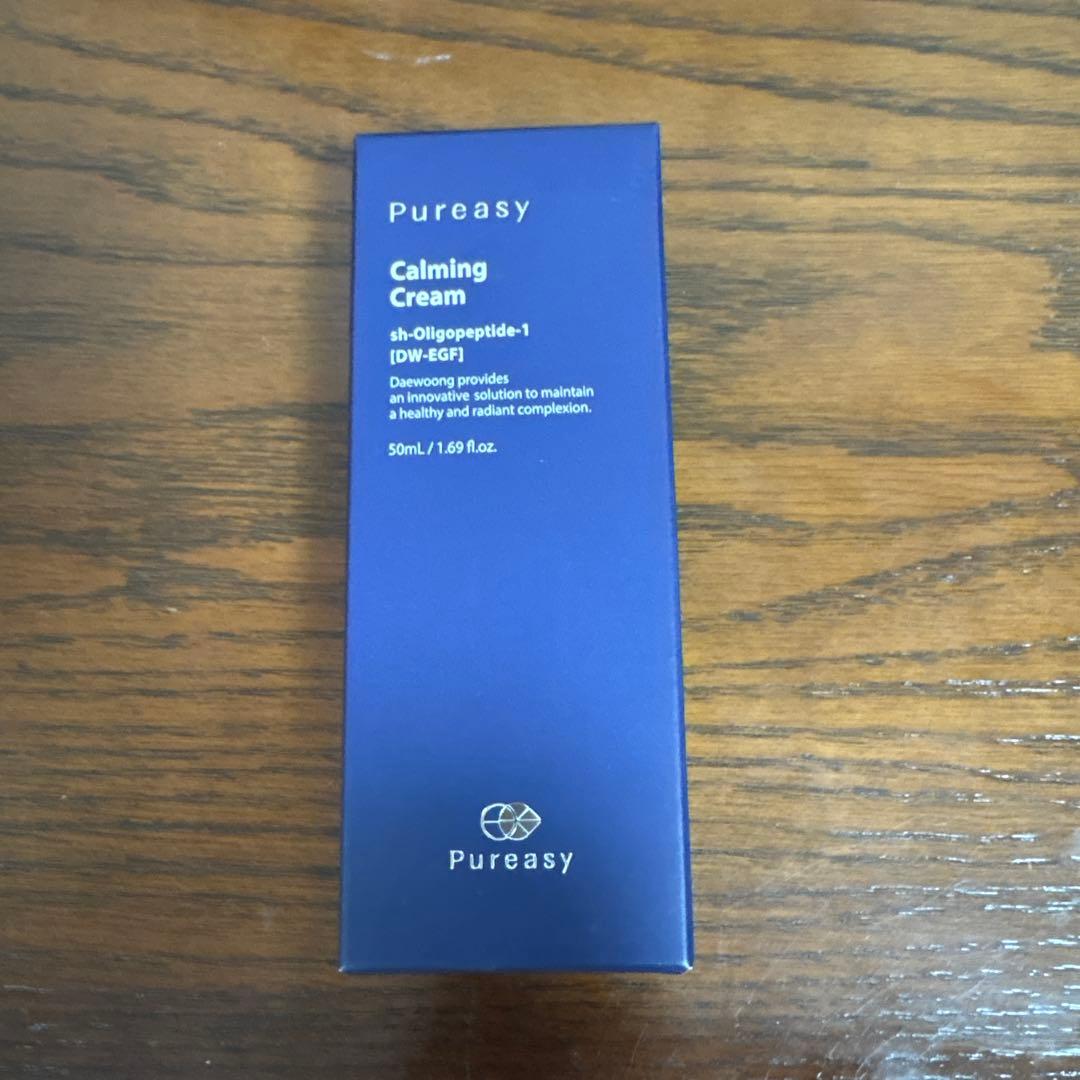 Pureasy
Calming
Cream
sh-Oligopeptide-1
[DW-EGF]
Daewoong provides
an innovative solution to maintain
a healthy and radiant complexion.
50mL / 1.69 fl.oz.
Pureasy